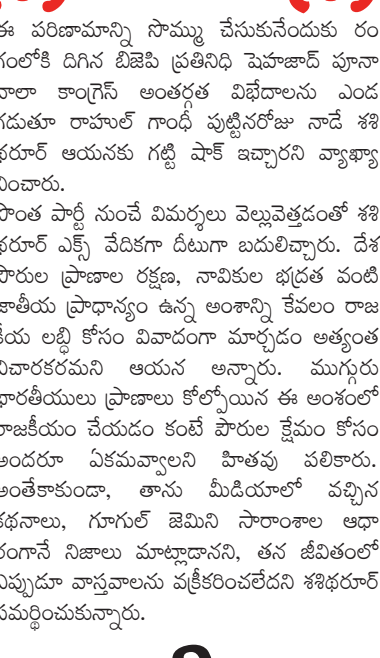 ఈ పరిణామాన్ని సొమ్ము చేసుకునేందుకు రం
గంలోకి దిగిన బిజెపి ప్రతినిధి షెహజాద్ పూనా
వాలా కాంగ్రెస్ అంతర్గత విభేదాలను ఎండ
గడుతూ రాహుల్ గాంధీ పుట్టినరోజు నాడే శశి
థరూర్ ఆయనకు గట్టి షాక్ ఇచ్చారని వ్యాఖ్యా
నించారు.
సొంత పార్టీ నుంచే విమర్శలు వెల్లువెత్తడంతో శశి
థరూర్ ఎక్స్ వేదికగా దీటుగా బదులిచ్చారు. దేశ
పౌరుల ప్రాణాల రక్షణ, నావికుల భద్రత వంటి
జాతీయ ప్రాధాన్యం ఉన్న అంశాన్ని కేవలం రాజ
కీయ లబ్ధి కోసం వివాదంగా మార్చడం అత్యంత
విచారకరమని ఆయన అన్నారు. ముగ్గురు
భారతీయులు ప్రాణాలు కోల్పోయిన ఈ అంశంలో
రాజకీయం చేయడం కంటే పౌరుల క్షేమం కోసం
అందరూ ఏకమవ్వాలని హితవు పలికారు.
అంతేకాకుండా, తాను మీడియాలో వచ్చిన
కథనాలు, గూగుల్ జెమిని సారాంశాల ఆధా
రంగానే నిజాలు మాట్లాడానని, తన జీవితంలో
ఎప్పుడూ వాస్తవాలను వక్రీకరించలేదని శశిథరూర్
సమర్థించుకున్నారు.